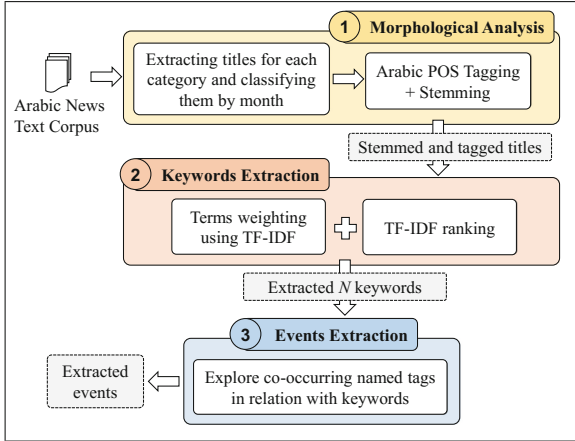 1 Morphological Analysis
Extracting titles for each
category and classifying
them by month
Arabic POS Tagging
+ Stemming
Arabic News
Text Corpus
Stemmed and tagged titles
2 Keywords Extraction
Terms weighting
using TF-IDF
TF-IDF ranking
Extracted N keywords
3 Events Extraction
Explore co-occurring named tags
in relation with keywords
Extracted
events